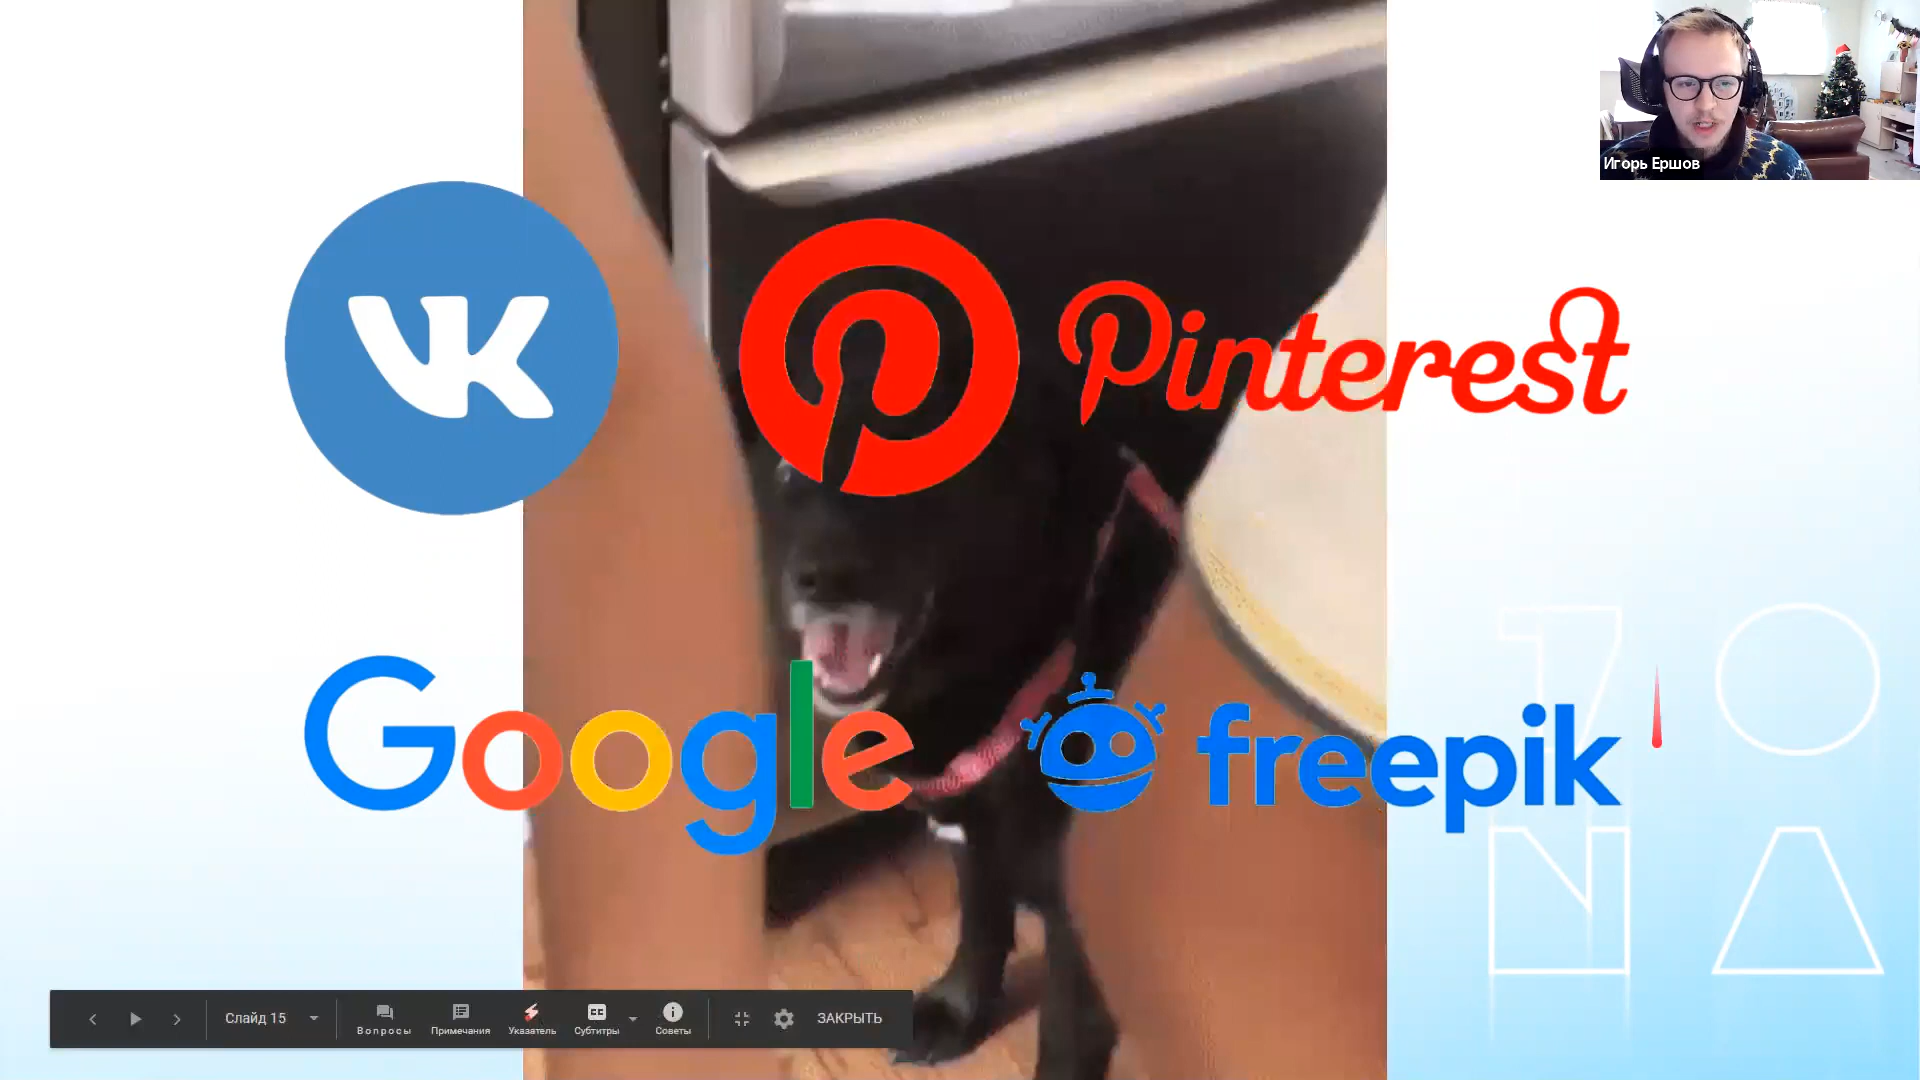 Игорь Ершов
VK
Pinterest
Google
freepik
ЗАКРЫТЬ
Слайд 15
Вопросы
Примечания
Указатель
Субтитры
Советы